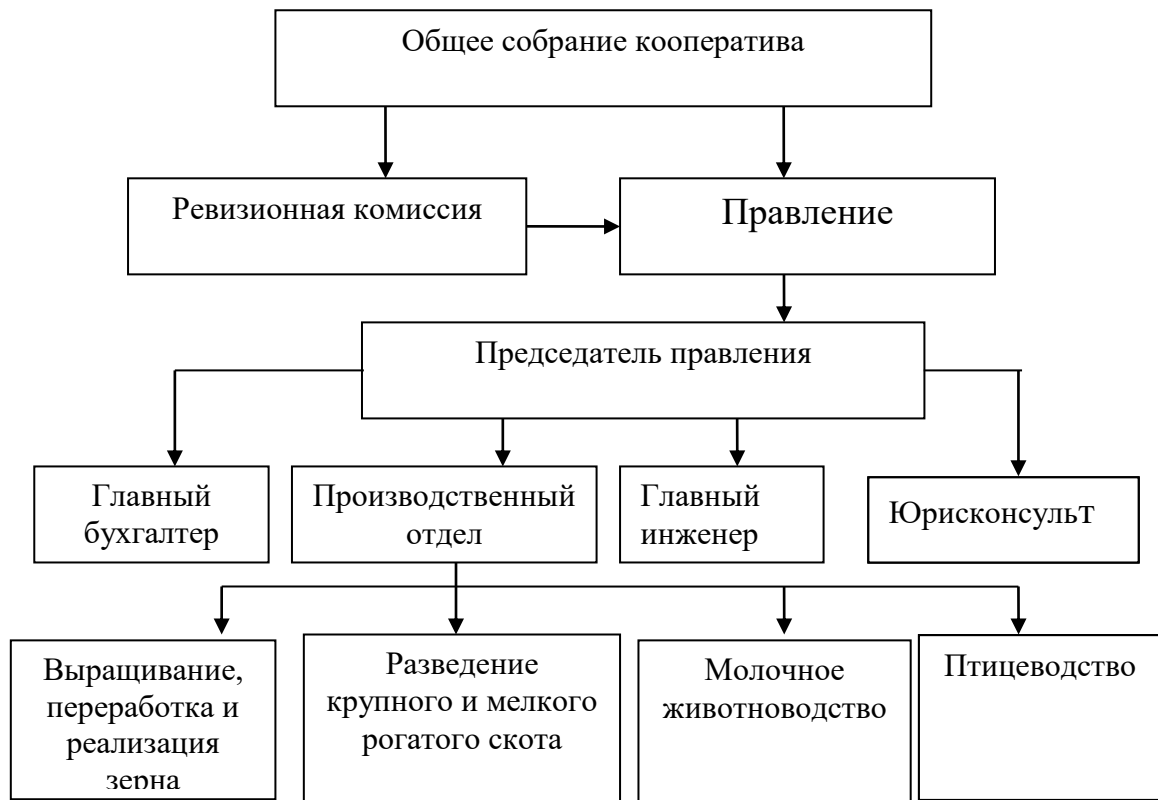 Общее собрание кооператива
Ревизионная комиссия
Правление
Председатель правления
Главный
бухгалтер
Производственный
отдел
Главный
инженер
Юрисконсульт
Выращивание,
переработка и
реализация
зерна
Разведение
крупного и мелкого
рогатого скота
Молочное
животноводство
Птицеводство